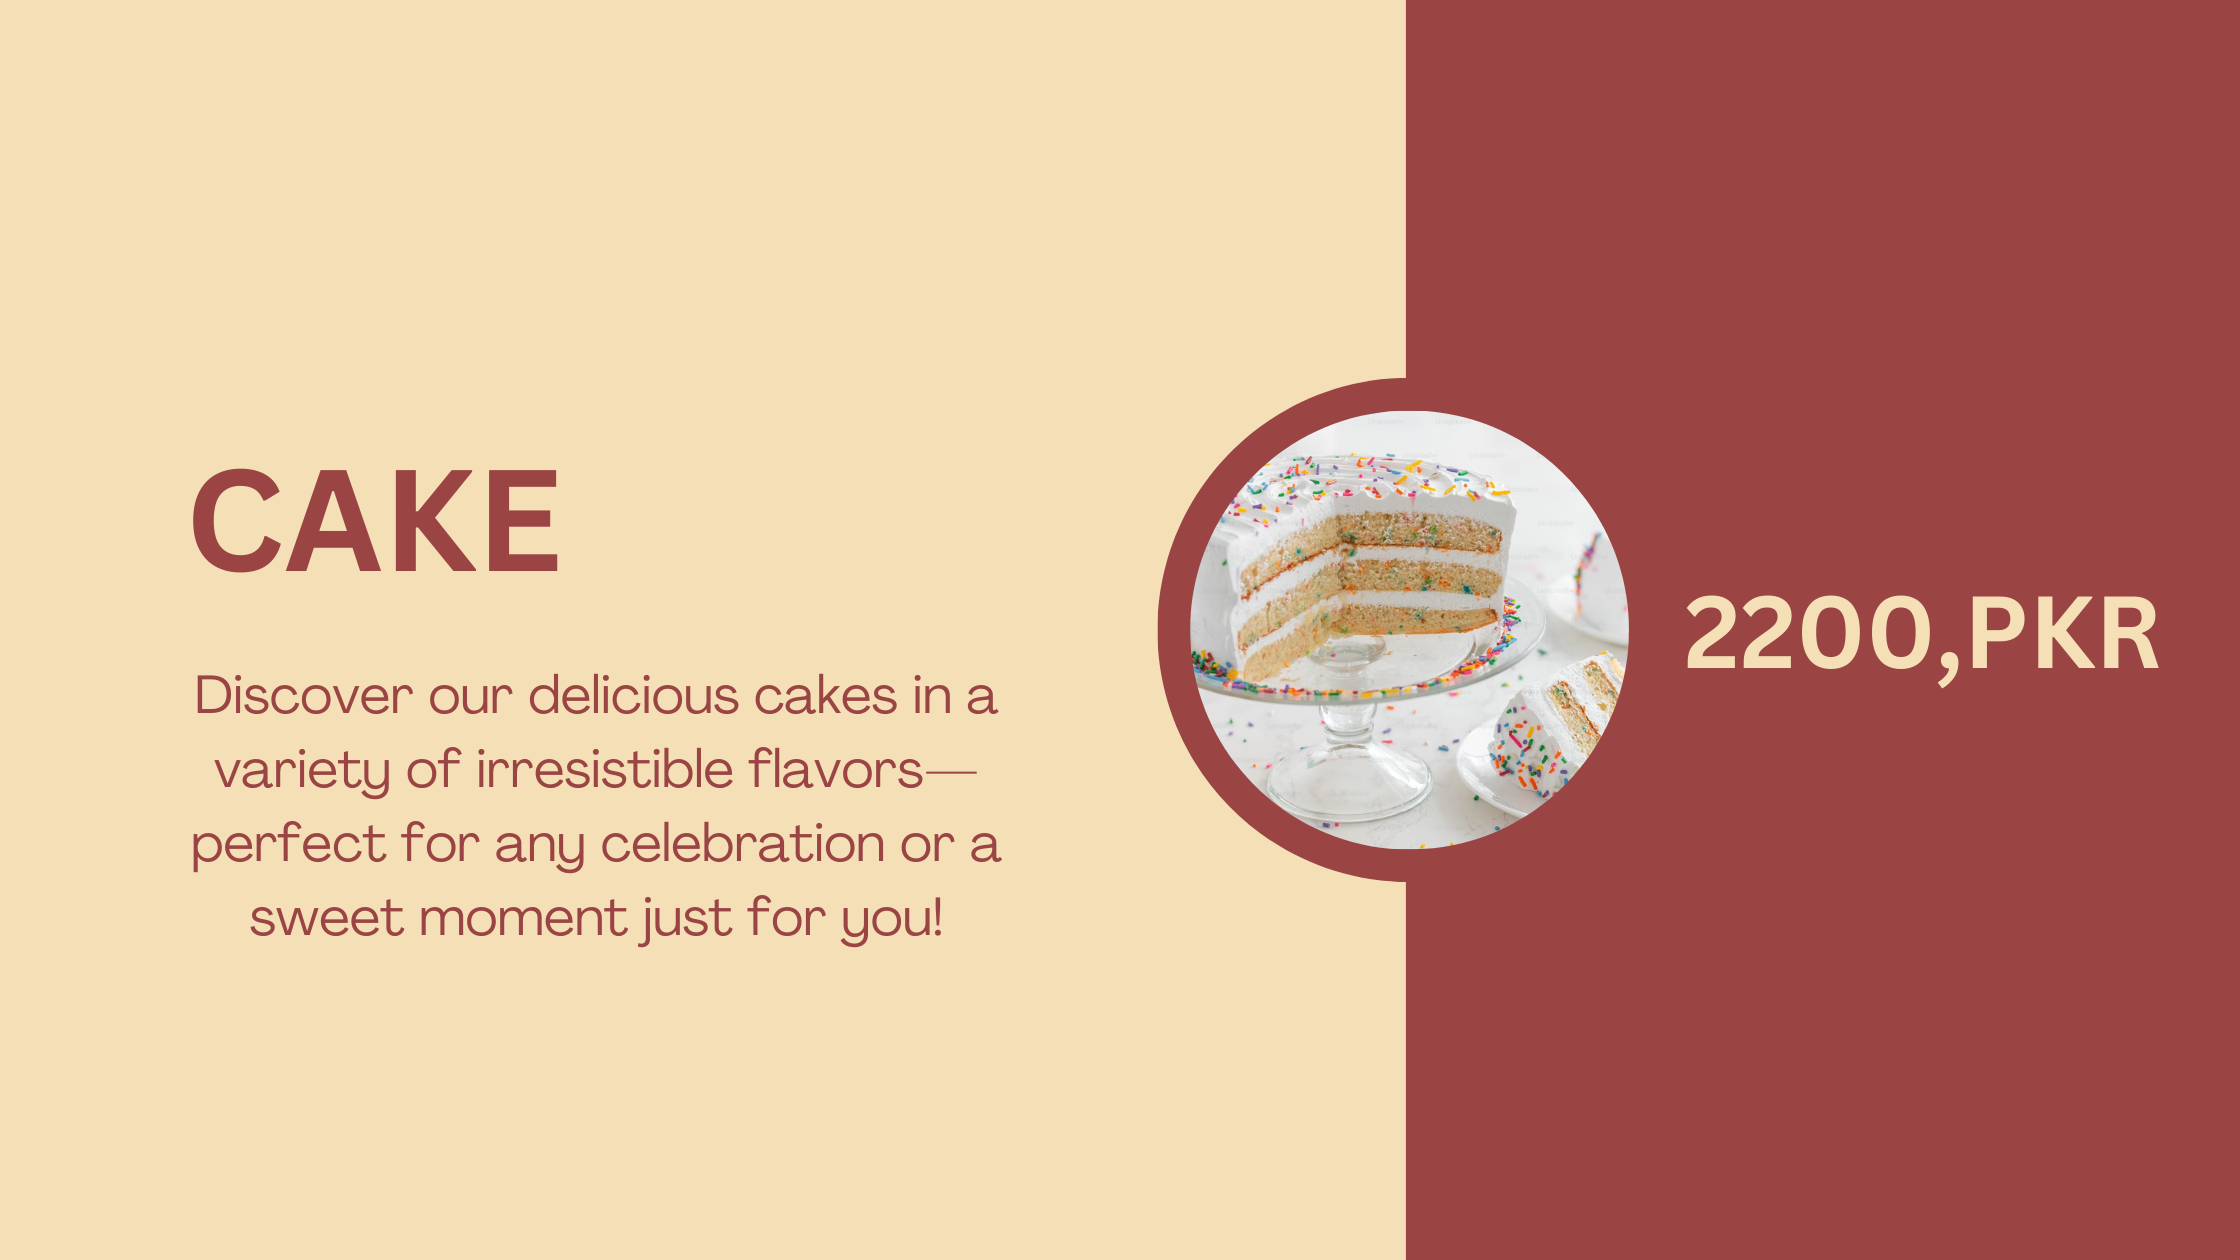 CAKE
Discover our delicious cakes in a
variety of irresistible flavors—
perfect for any celebration or a
sweet moment just for you!
2200,PKR